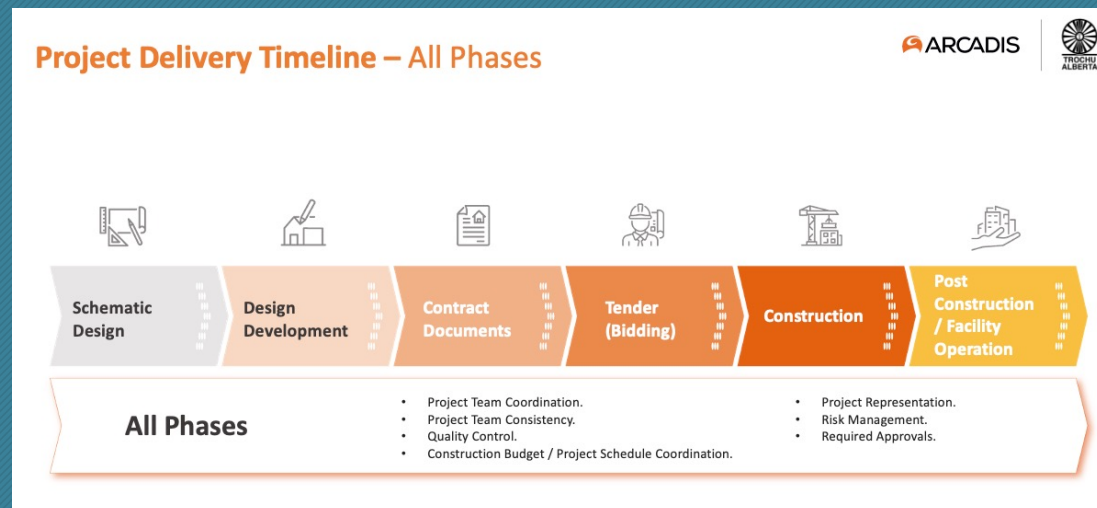 Project Delivery Timeline – All Phases
ARCADIS
TROCHU
ALBERTA
Schematic
Design
Design
Development
Contract
Documents
Tender
(Bidding)
Construction
Post
Construction
/ Facility
Operation
All Phases
• Project Team Coordination.
• Project Team Consistency.
• Quality Control.
• Construction Budget / Project Schedule Coordination.
• Project Representation.
• Risk Management.
• Required Approvals.